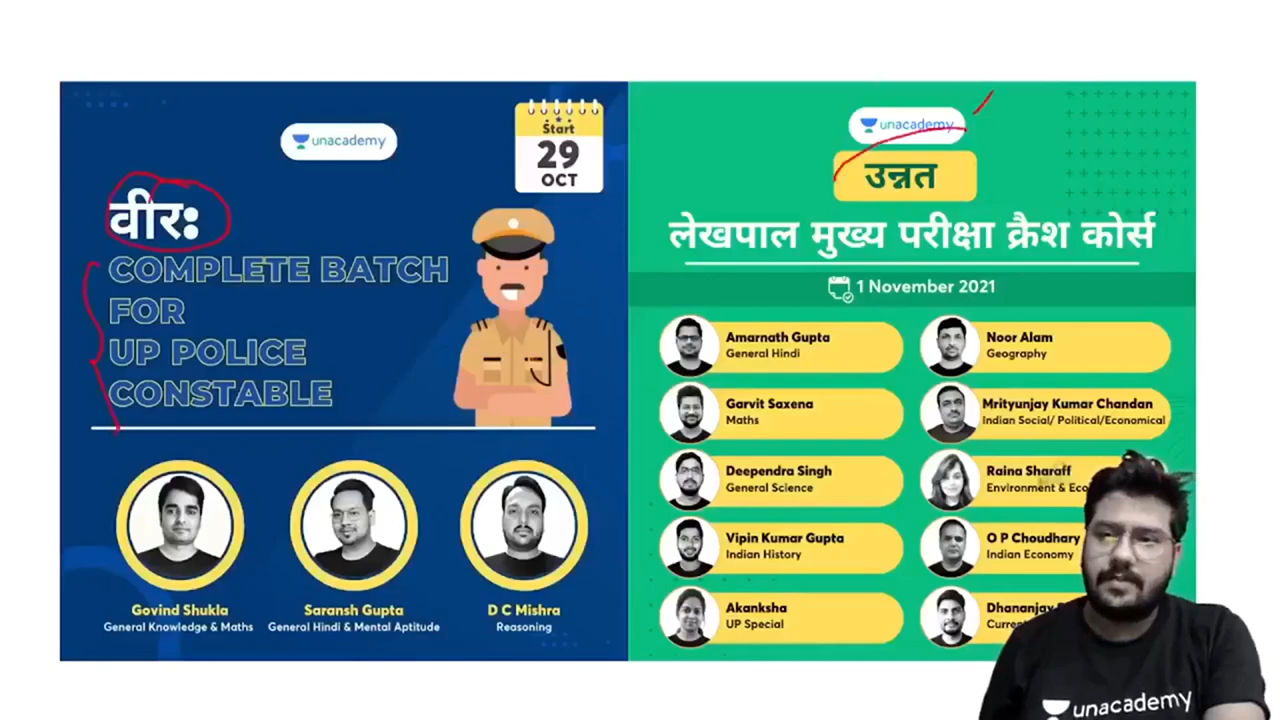 unacademy
Start
29
OCT
वीरः
COMPLETE BATCH
FOR
UP POLICE
CONSTABLE
Govind Shukla
General Knowledge & Maths
Saransh Gupta
General Hindi & Mental Aptitude
D C Mishra
Reasoning
unacademy
उन्नत
लेखपाल मुख्य परीक्षा क्रैश कोर्स
1 November 2021
Amarnath Gupta
General Hindi
Noor Alam
Geography
Garvit Saxena
Maths
Mrityunjay Kumar Chandan
Indian Social/ Political/Economical
Deependra Singh
General Science
Raina Sharaff
Environment &
Vipin Kumar Gupta
Indian History
O P Choudhary
Indian Economy
Akanksha
UP Special
Dhananjay
unacademy